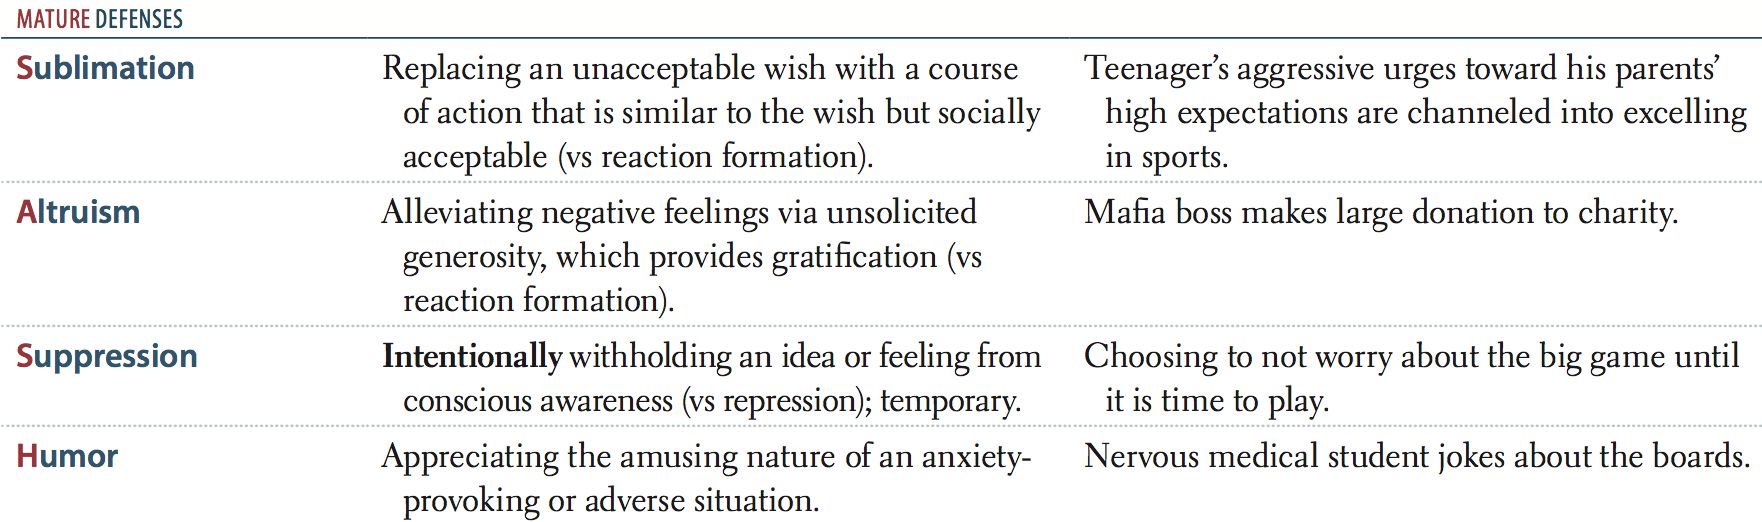 MATURE DEFENSES
Sublimation
Replacing an unacceptable wish with a course
of action that is similar to the wish but socially
acceptable (vs reaction formation).
Teenager’s aggressive urges toward his parents’
high expectations are channeled into excelling
in sports.
Altruism
Alleviating negative feelings via unsolicited
generosity, which provides gratification (vs
reaction formation).
Mafia boss makes large donation to charity.
Suppression
Intentionally withholding an idea or feeling from
conscious awareness (vs repression); temporary.
Choosing to not worry about the big game until
it is time to play.
Humor
Appreciating the amusing nature of an anxiety-
provoking or adverse situation.
Nervous medical student jokes about the boards.